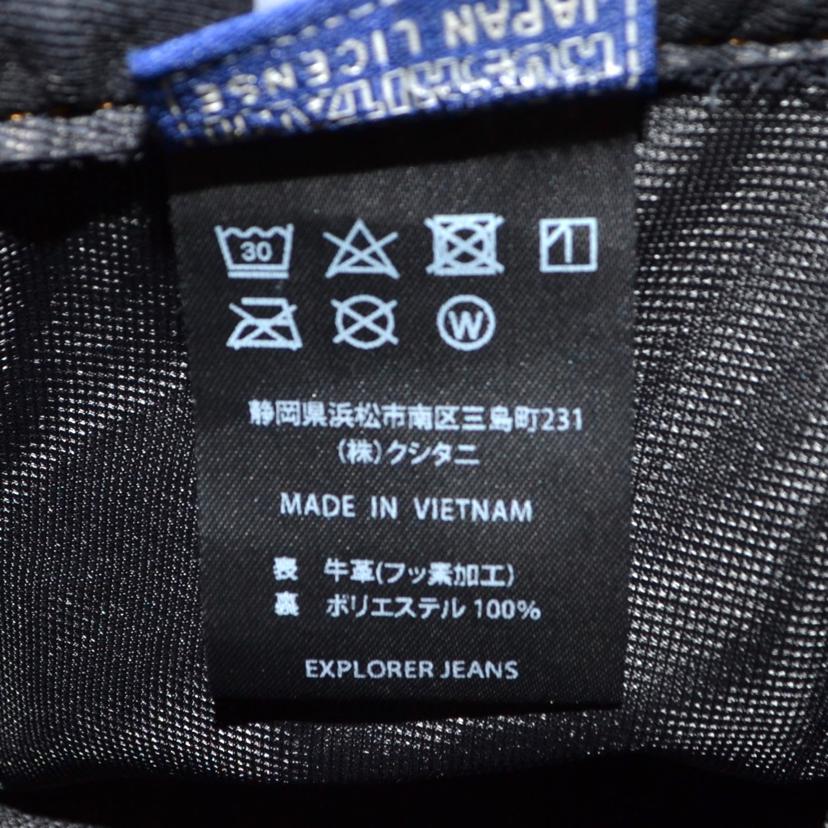 JAPAN LICENSE
30
W
静岡県浜松市南区三島町231
(株)クシタニ
MADE IN VIETNAM
表 牛革(フッ素加工)
裏 ポリエステル 100%
EXPLORER JEANS